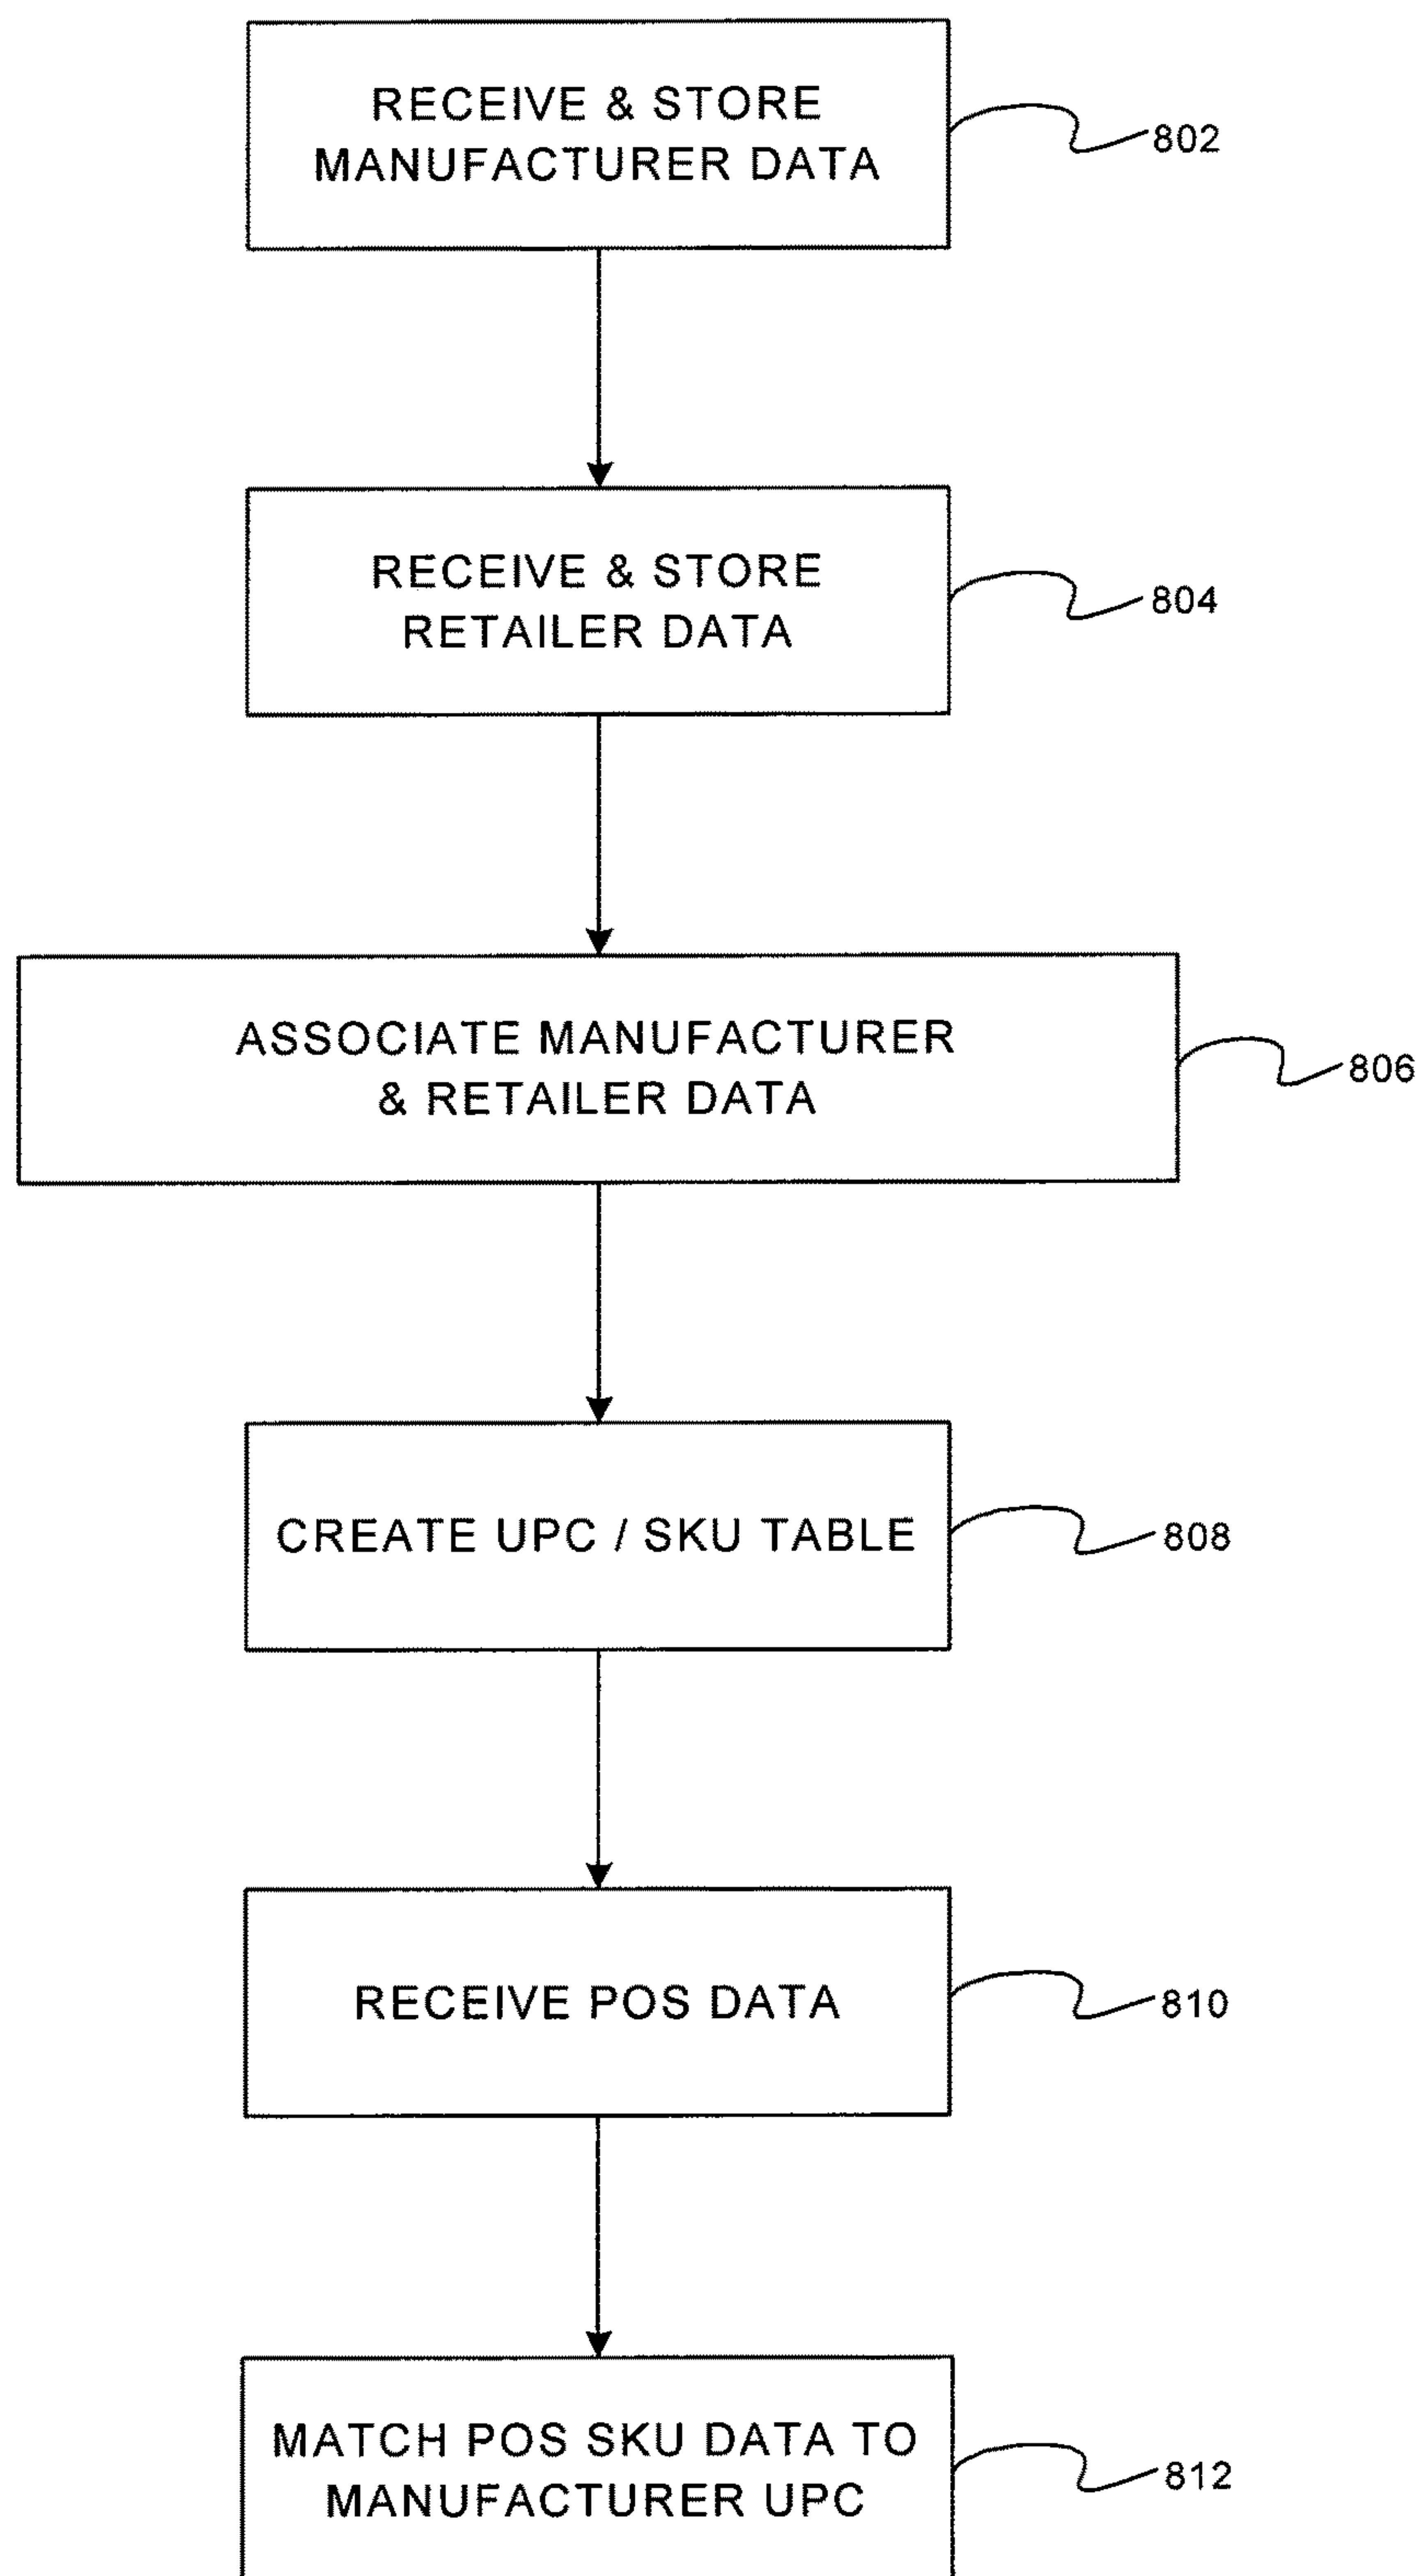 RECEIVE & STORE
MANUFACTURER DATA
802
RECEIVE & STORE
RETAILER DATA
804
ASSOCIATE MANUFACTURER
& RETAILER DATA
806
CREATE UPC / SKU TABLE
808
RECEIVE POS DATA
810
MATCH POS SKU DATA TO
MANUFACTURER UPC
812